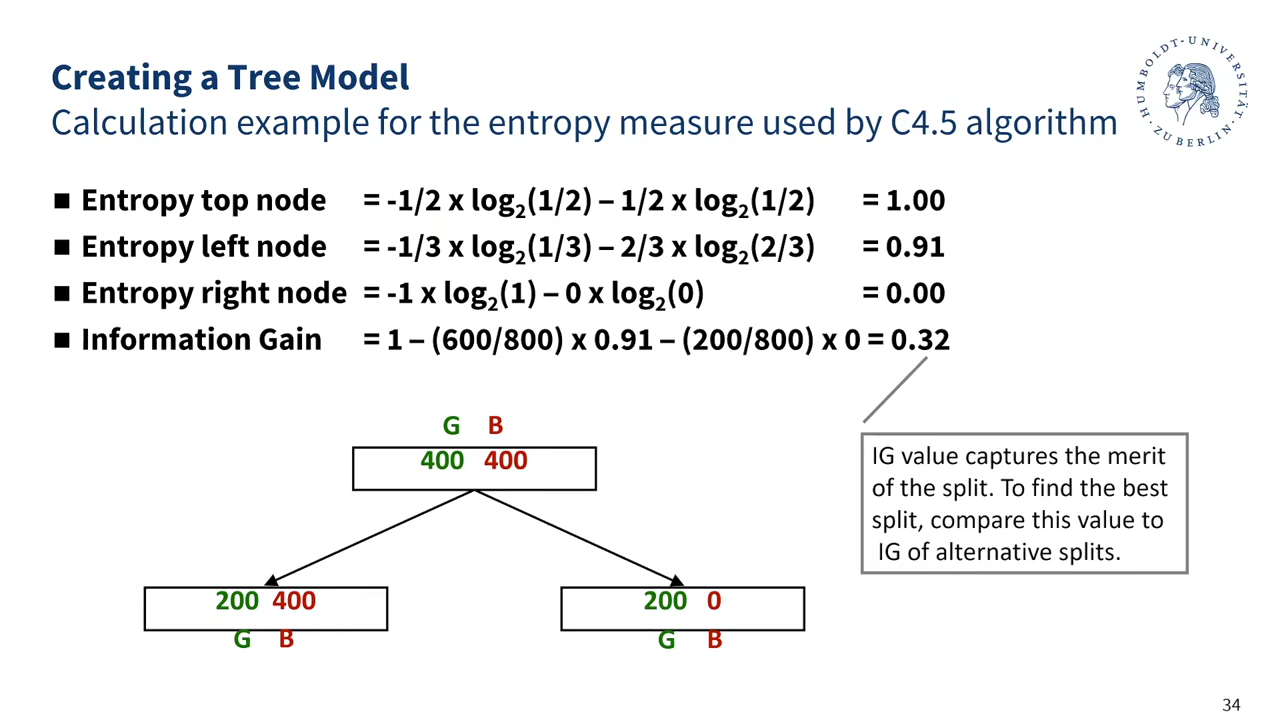 Creating a Tree Model
Calculation example for the entropy measure used by C4.5 algorithm
HUMBOLDT-UNIVERSITÄT · ZU BERLIN ·
■ Entropy top node = -1/2 x log2(1/2) – 1/2 x log2(1/2) = 1.00
■ Entropy left node = -1/3 x log2(1/3) – 2/3 x log2(2/3) = 0.91
■ Entropy right node = -1 x log2(1) – 0 x log2(0) = 0.00
■ Information Gain = 1 – (600/800) x 0.91 – (200/800) x 0 = 0.32
G B
400 400
IG value captures the merit
of the split. To find the best
split, compare this value to
IG of alternative splits.
200 400
G B
200 0
G B
34